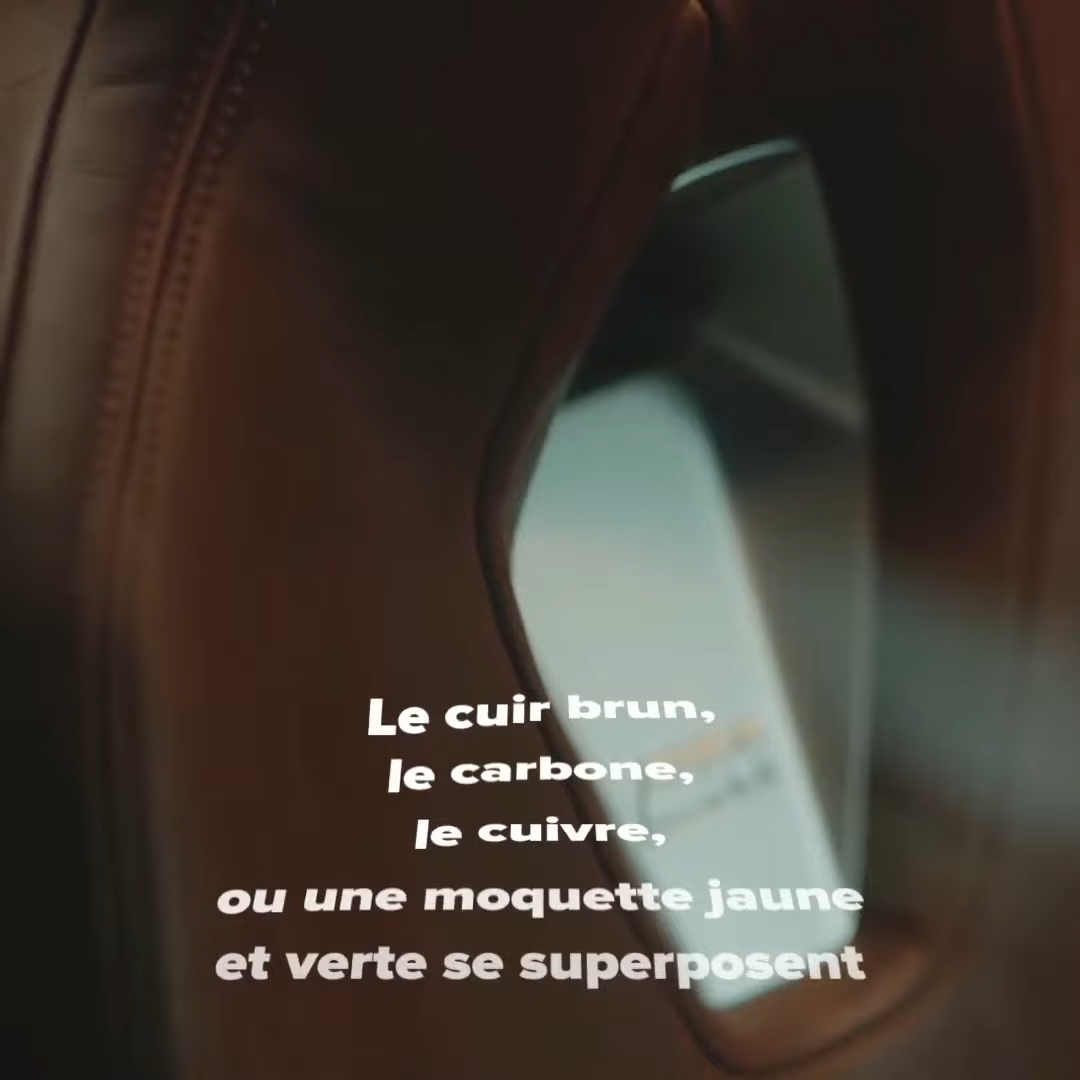 Le cuir brun,
le carbone,
le cuivre,
ou une moquette jaune
et verte se superposent